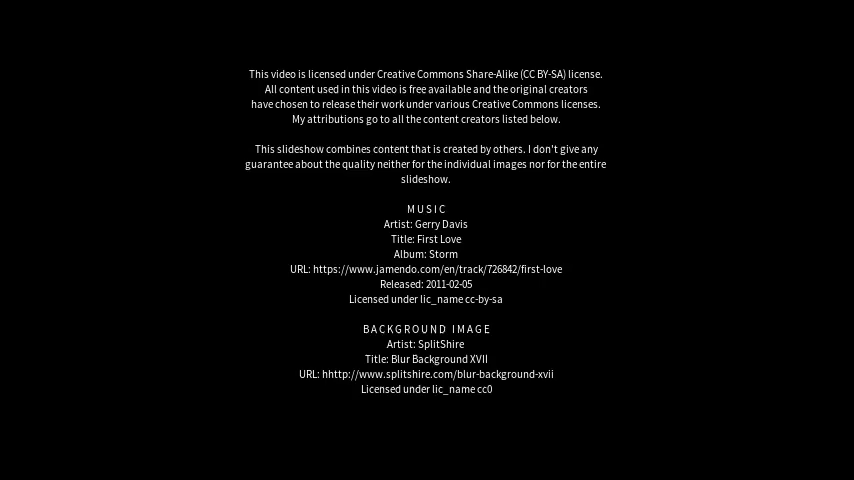 This video is licensed under Creative Commons Share-Alike (CC BY-SA) license.
All content used in this video is free available and the original creators
have chosen to release their work under various Creative Commons licenses.
My attributions go to all the content creators listed below.
This slideshow combines content that is created by others. I don't give any
guarantee about the quality neither for the individual images nor for the entire
slideshow.
MUSIC
Artist: Gerry Davis
Title: First Love
Album: Storm
URL: https://www.jamendo.com/en/track/726842/first-love
Released: 2011-02-05
Licensed under lic_name cc-by-sa
BACKGROUND IMAGE
Artist: SplitShire
Title: Blur Background XVII
URL: hhttp://www.splitshire.com/blur-background-xvii
Licensed under lic_name cc0